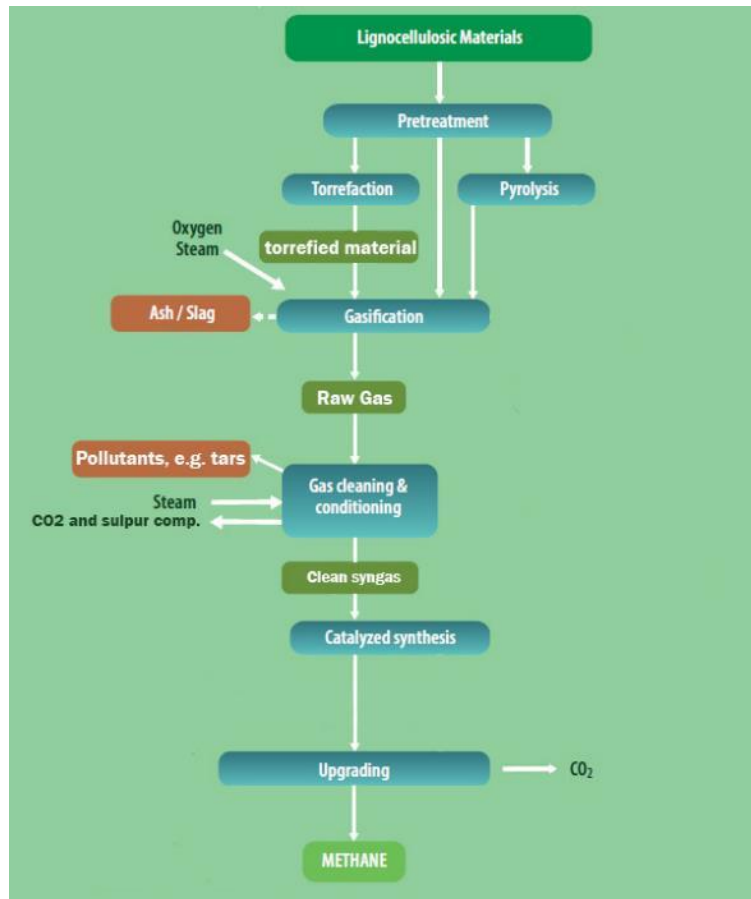 Lignocellulosic Materials
Pretreatment
Torrefaction
Pyrolysis
Oxygen
Steam
torrefied material
Ash / Slag
Gasification
Raw Gas
Pollutants, e.g. tars
Gas cleaning &
conditioning
Steam
CO2 and sulpur comp.
Clean syngas
Catalyzed synthesis
Upgrading
CO₂
METHANE